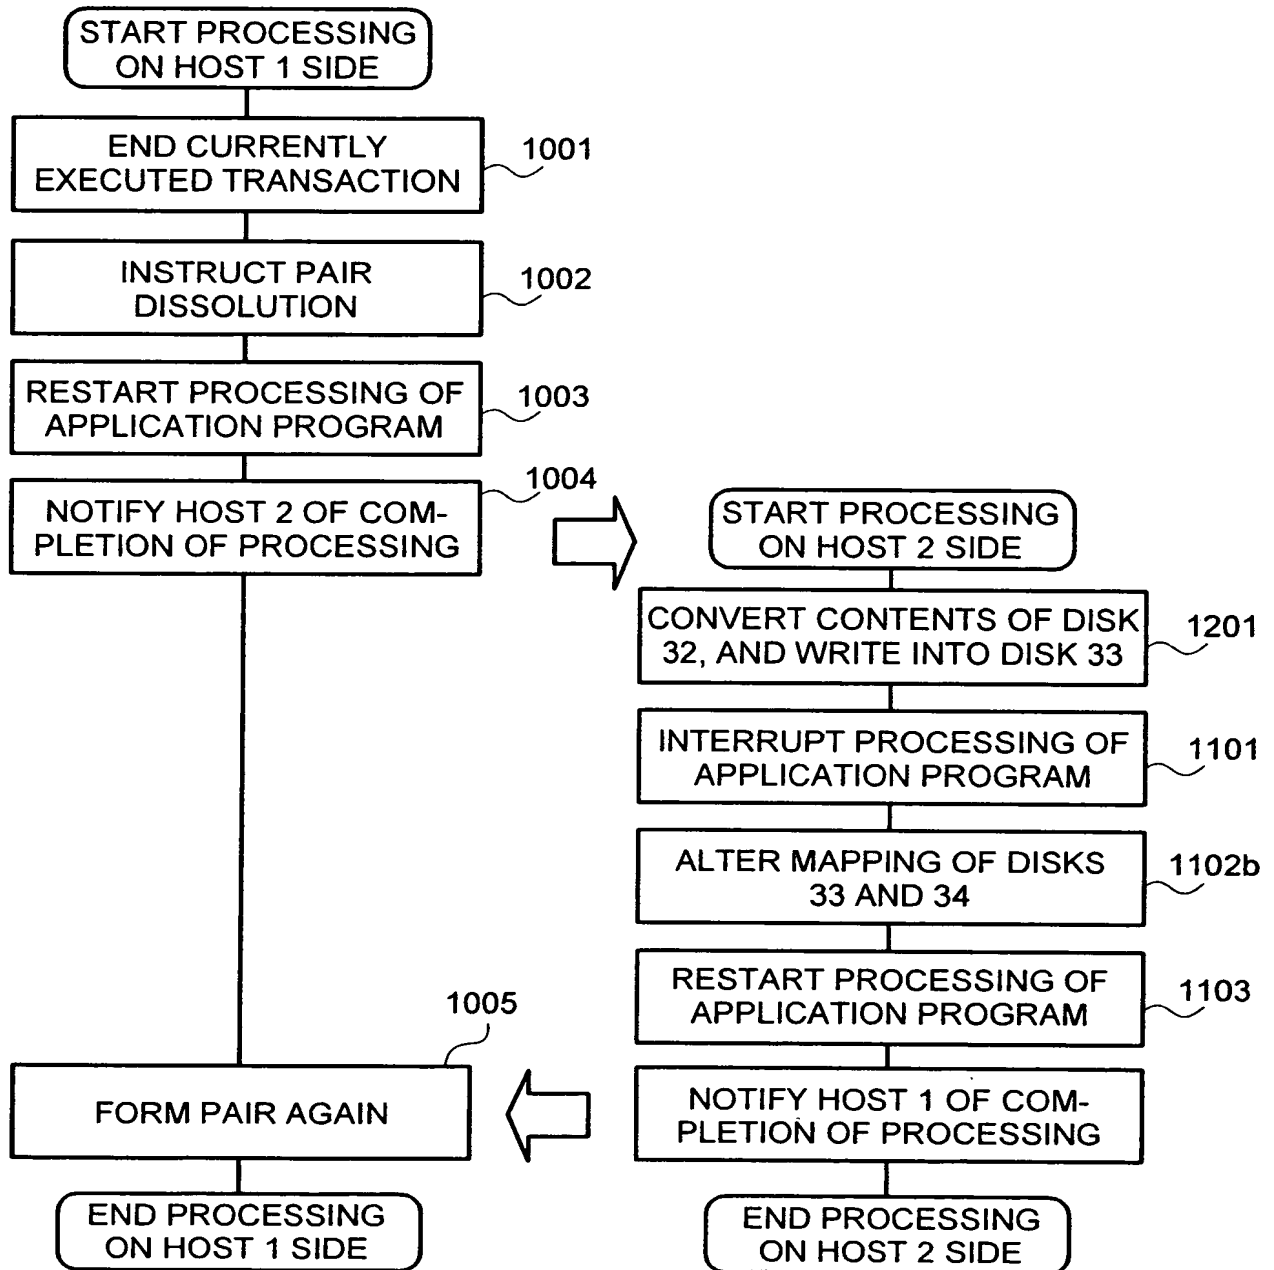 START PROCESSING
ON HOST 1 SIDE
END CURRENTLY
EXECUTED TRANSACTION
1001
INSTRUCT PAIR
DISSOLUTION
1002
RESTART PROCESSING OF
APPLICATION PROGRAM
1003
NOTIFY HOST 2 OF COM-
PLETION OF PROCESSING
1004
START PROCESSING
ON HOST 2 SIDE
CONVERT CONTENTS OF DISK
32, AND WRITE INTO DISK 33
1201
INTERRUPT PROCESSING OF
APPLICATION PROGRAM
1101
ALTER MAPPING OF DISKS
33 AND 34
1102b
RESTART PROCESSING OF
APPLICATION PROGRAM
1103
NOTIFY HOST 1 OF COM-
PLETION OF PROCESSING
1005
FORM PAIR AGAIN
END PROCESSING
ON HOST 1 SIDE
END PROCESSING
ON HOST 2 SIDE